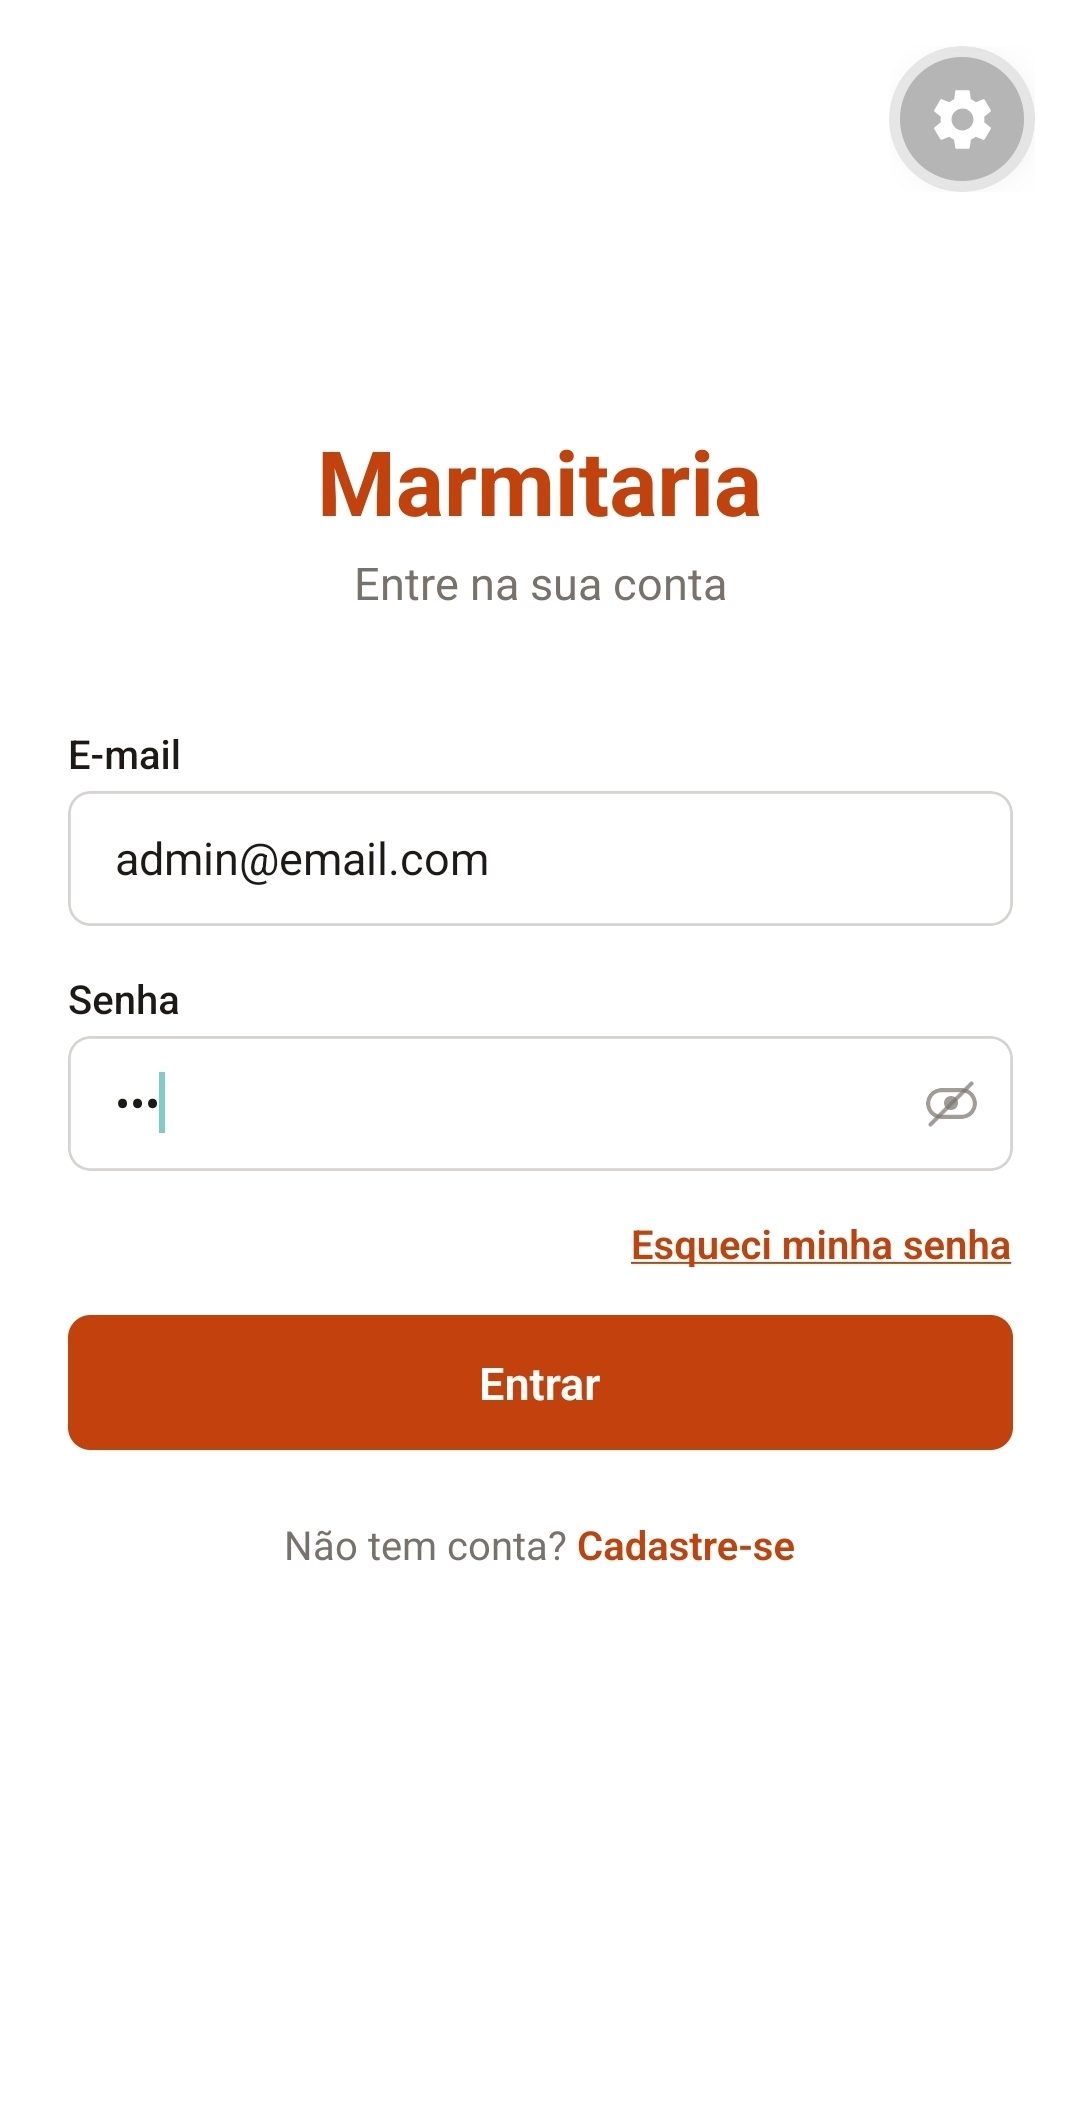 Marmitaria
Entre na sua conta
E-mail
admin@email.com
Senha
•••
Esqueci minha senha
Entrar
Não tem conta? Cadastre-se